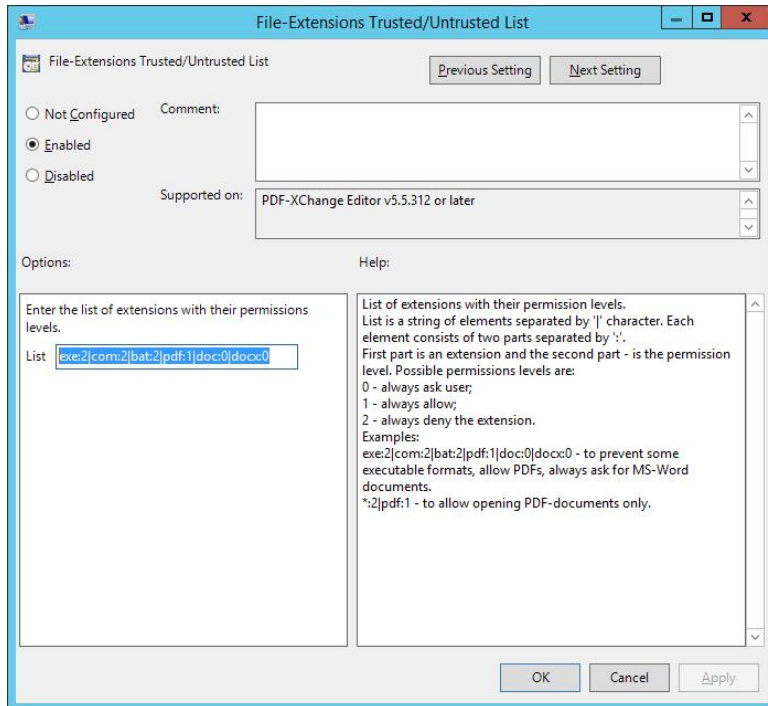 File-Extensions Trusted/Untrusted List
File-Extensions Trusted/Untrusted List
Previous Setting
Next Setting
Not Configured
Enabled
Disabled
Comment:
Supported on:
PDF-XChange Editor v5.5.312 or later
Options:
Help:
Enter the list of extensions with their permissions
levels.
List
exe:2|com:2|bat:2|pdf:1|doc:0|docx:0
List of extensions with their permission levels.
List is a string of elements separated by '|' character. Each
element consists of two parts separated by ':'.
First part is an extension and the second part - is the permission
level. Possible permissions levels are:
0 - always ask user;
1 - always allow;
2 - always deny the extension.
Examples:
exe:2|com:2|bat:2|pdf:1|doc:0|docx:0 - to prevent some
executable formats, allow PDFs, always ask for MS-Word
documents.
*:2|pdf:1 - to allow opening PDF-documents only.
OK
Cancel
Apply